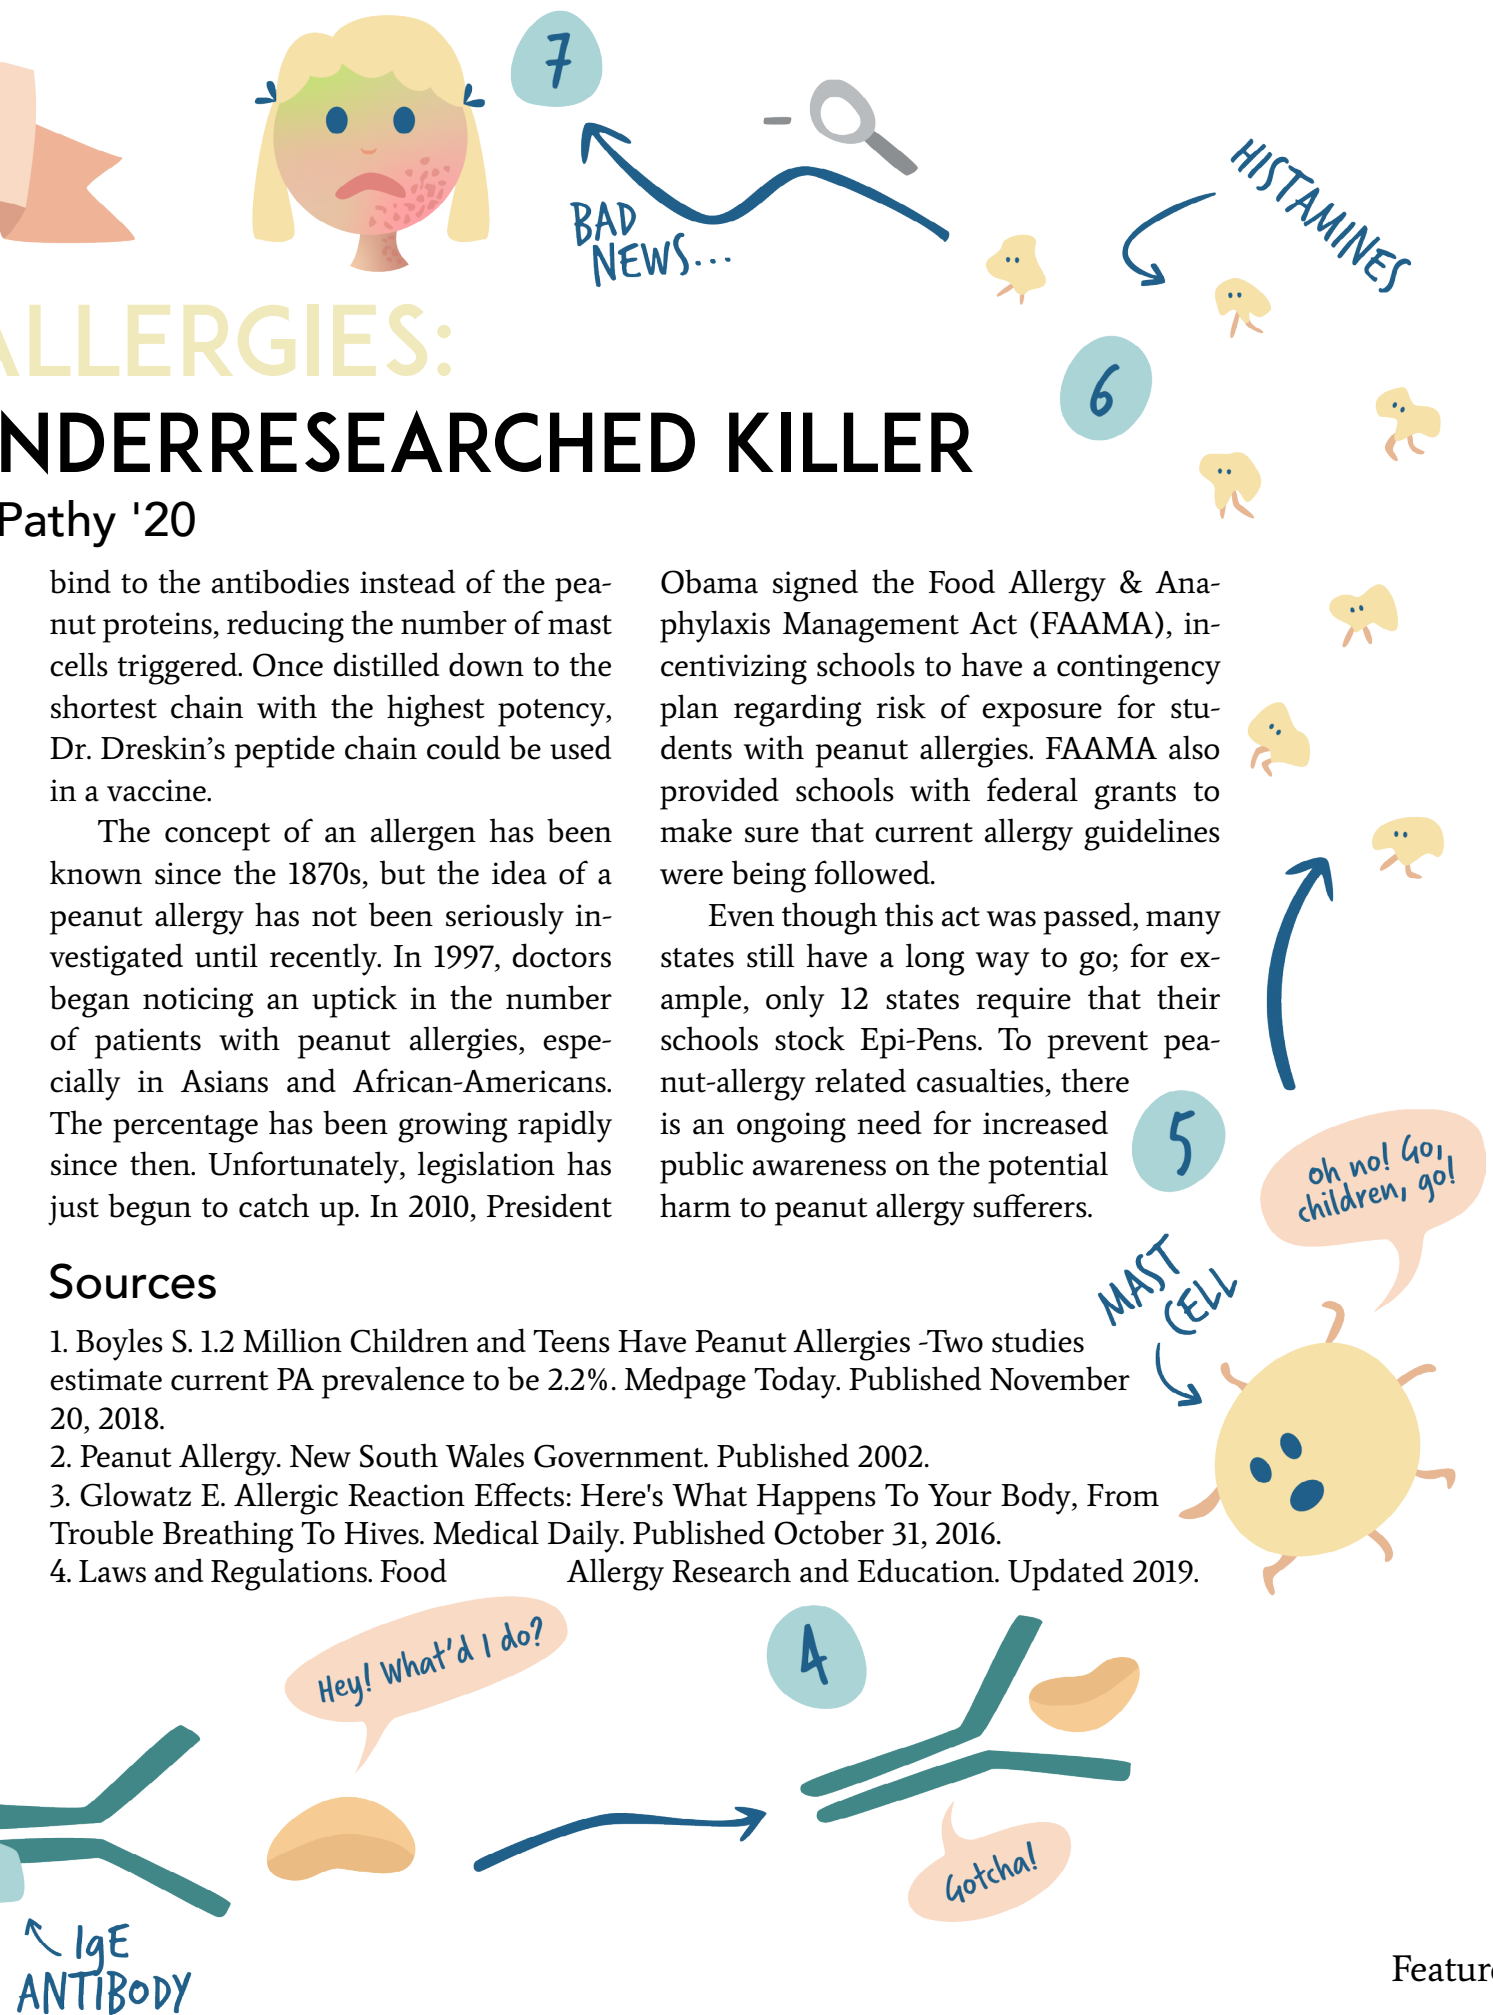 7
BAD
NEWS...
HISTAMINES
ALLERGIES:
6
NDERRESEARCHED KILLER
Pathy '20
bind to the antibodies instead of the pea-
nut proteins, reducing the number of mast
cells triggered. Once distilled down to the
shortest chain with the highest potency,
Dr. Dreskin’s peptide chain could be used
in a vaccine.
The concept of an allergen has been
known since the 1870s, but the idea of a
peanut allergy has not been seriously in-
vestigated until recently. In 1997, doctors
began noticing an uptick in the number
of patients with peanut allergies, espe-
cially in Asians and African-Americans.
The percentage has been growing rapidly
since then. Unfortunately, legislation has
just begun to catch up. In 2010, President
Obama signed the Food Allergy & Ana-
phylaxis Management Act (FAAMA), in-
centivizing schools to have a contingency
plan regarding risk of exposure for stu-
dents with peanut allergies. FAAMA also
provided schools with federal grants to
make sure that current allergy guidelines
were being followed.
Even though this act was passed, many
states still have a long way to go; for ex-
ample, only 12 states require that their
schools stock Epi-Pens. To prevent pea-
nut-allergy related casualties, there
is an ongoing need for increased
public awareness on the potential
harm to peanut allergy sufferers.
5
oh no! Go,
children, go!
MAST
CELL
Sources
1. Boyles S. 1.2 Million Children and Teens Have Peanut Allergies -Two studies
estimate current PA prevalence to be 2.2%. Medpage Today. Published November
20, 2018.
2. Peanut Allergy. New South Wales Government. Published 2002.
3. Glowatz E. Allergic Reaction Effects: Here's What Happens To Your Body, From
Trouble Breathing To Hives. Medical Daily. Published October 31, 2016.
4. Laws and Regulations. Food Allergy Research and Education. Updated 2019.
Hey! What'd I do?
4
Gotcha!
IgE
ANTIBODY
Feature